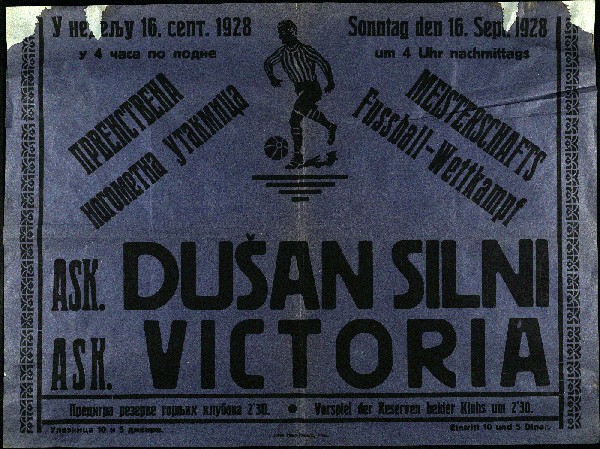 У недељу 16. септ. 1928
у 4 часа по подне
Sonntag den 16. Sept. 1928
um 4 Uhr nachmittags
ПРВЕНСТВЕНА
ногометна утакмица
MEISTERSCHAFTS
Fussball-Wettkampf
ASK. DUŠAN SILNI
ASK. VICTORIA
Предигра резерве горњих клубова 2'30. ● Vorspiel der Reserven beider Klubs um 2'30.
Улазница 10 и 5 динара.
Eintritt 10 und 5 Dinar.